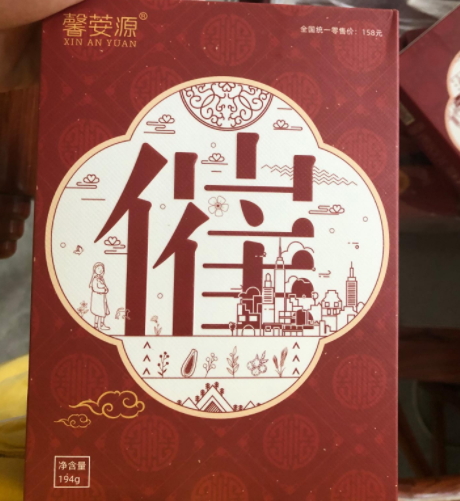 馨荌源®
XIN AN YUAN
全国统一零售价：158元
催
净含量
194g